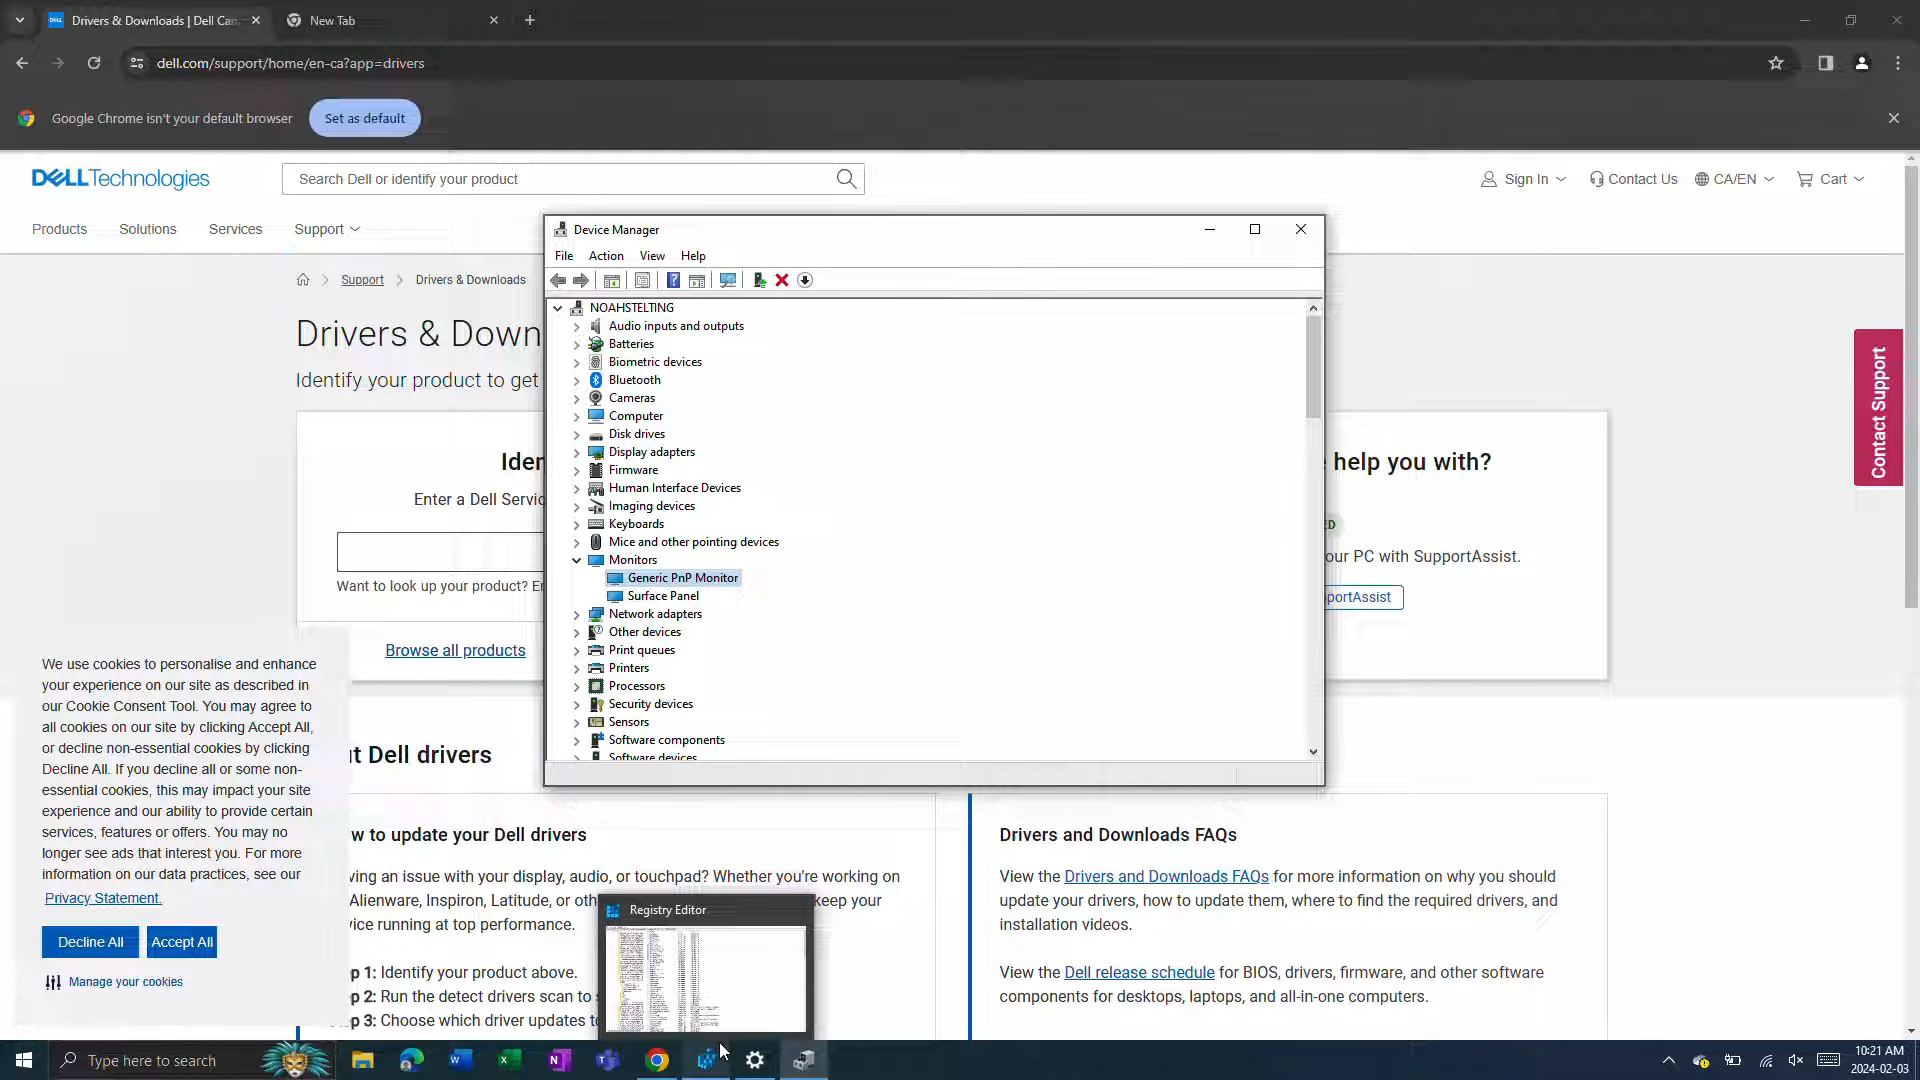 Drivers & Downloads | Dell Can
New Tab
dell.com/support/home/en-ca?app=drivers
Google Chrome isn't your default browser
Set as default
DELLTechnologies
Search Dell or identify your product
Sign In
Contact Us
CA/EN
Cart
Products
Solutions
Services
Support
Support
Drivers & Downloads
Drivers & Down
Identify your product to get
Iden
Enter a Dell Servic
Want to look up your product? En
Browse all products
help you with?
ED
our PC with SupportAssist.
portAssist
Contact Support
Device Manager
File
Action
View
Help
NOAHSTELTING
Audio inputs and outputs
Batteries
Biometric devices
Bluetooth
Cameras
Computer
Disk drives
Display adapters
Firmware
Human Interface Devices
Imaging devices
Keyboards
Mice and other pointing devices
Monitors
Generic PnP Monitor
Surface Panel
Network adapters
Other devices
Print queues
Printers
Processors
Security devices
Sensors
Software components
Software devices
We use cookies to personalise and enhance
your experience on our site as described in
our Cookie Consent Tool. You may agree to
all cookies on our site by clicking Accept All,
or decline non-essential cookies by clicking
Decline All. If you decline all or some non-
essential cookies, this may impact your site
experience and our ability to provide certain
services, features or offers. You may no
longer see ads that interest you. For more
information on our data practices, see our
Privacy Statement.
Decline All
Accept All
Manage your cookies
t Dell drivers
w to update your Dell drivers
ving an issue with your display, audio, or touchpad? Whether you're working on
Alienware, Inspiron, Latitude, or oth
keep your
vice running at top performance.
p 1: Identify your product above.
p 2: Run the detect drivers scan to s
p 3: Choose which driver updates to
Registry Editor
Drivers and Downloads FAQs
View the Drivers and Downloads FAQs for more information on why you should
update your drivers, how to update them, where to find the required drivers, and
installation videos.
View the Dell release schedule for BIOS, drivers, firmware, and other software
components for desktops, laptops, and all-in-one computers.
Type here to search
10:21 AM
2024-02-03